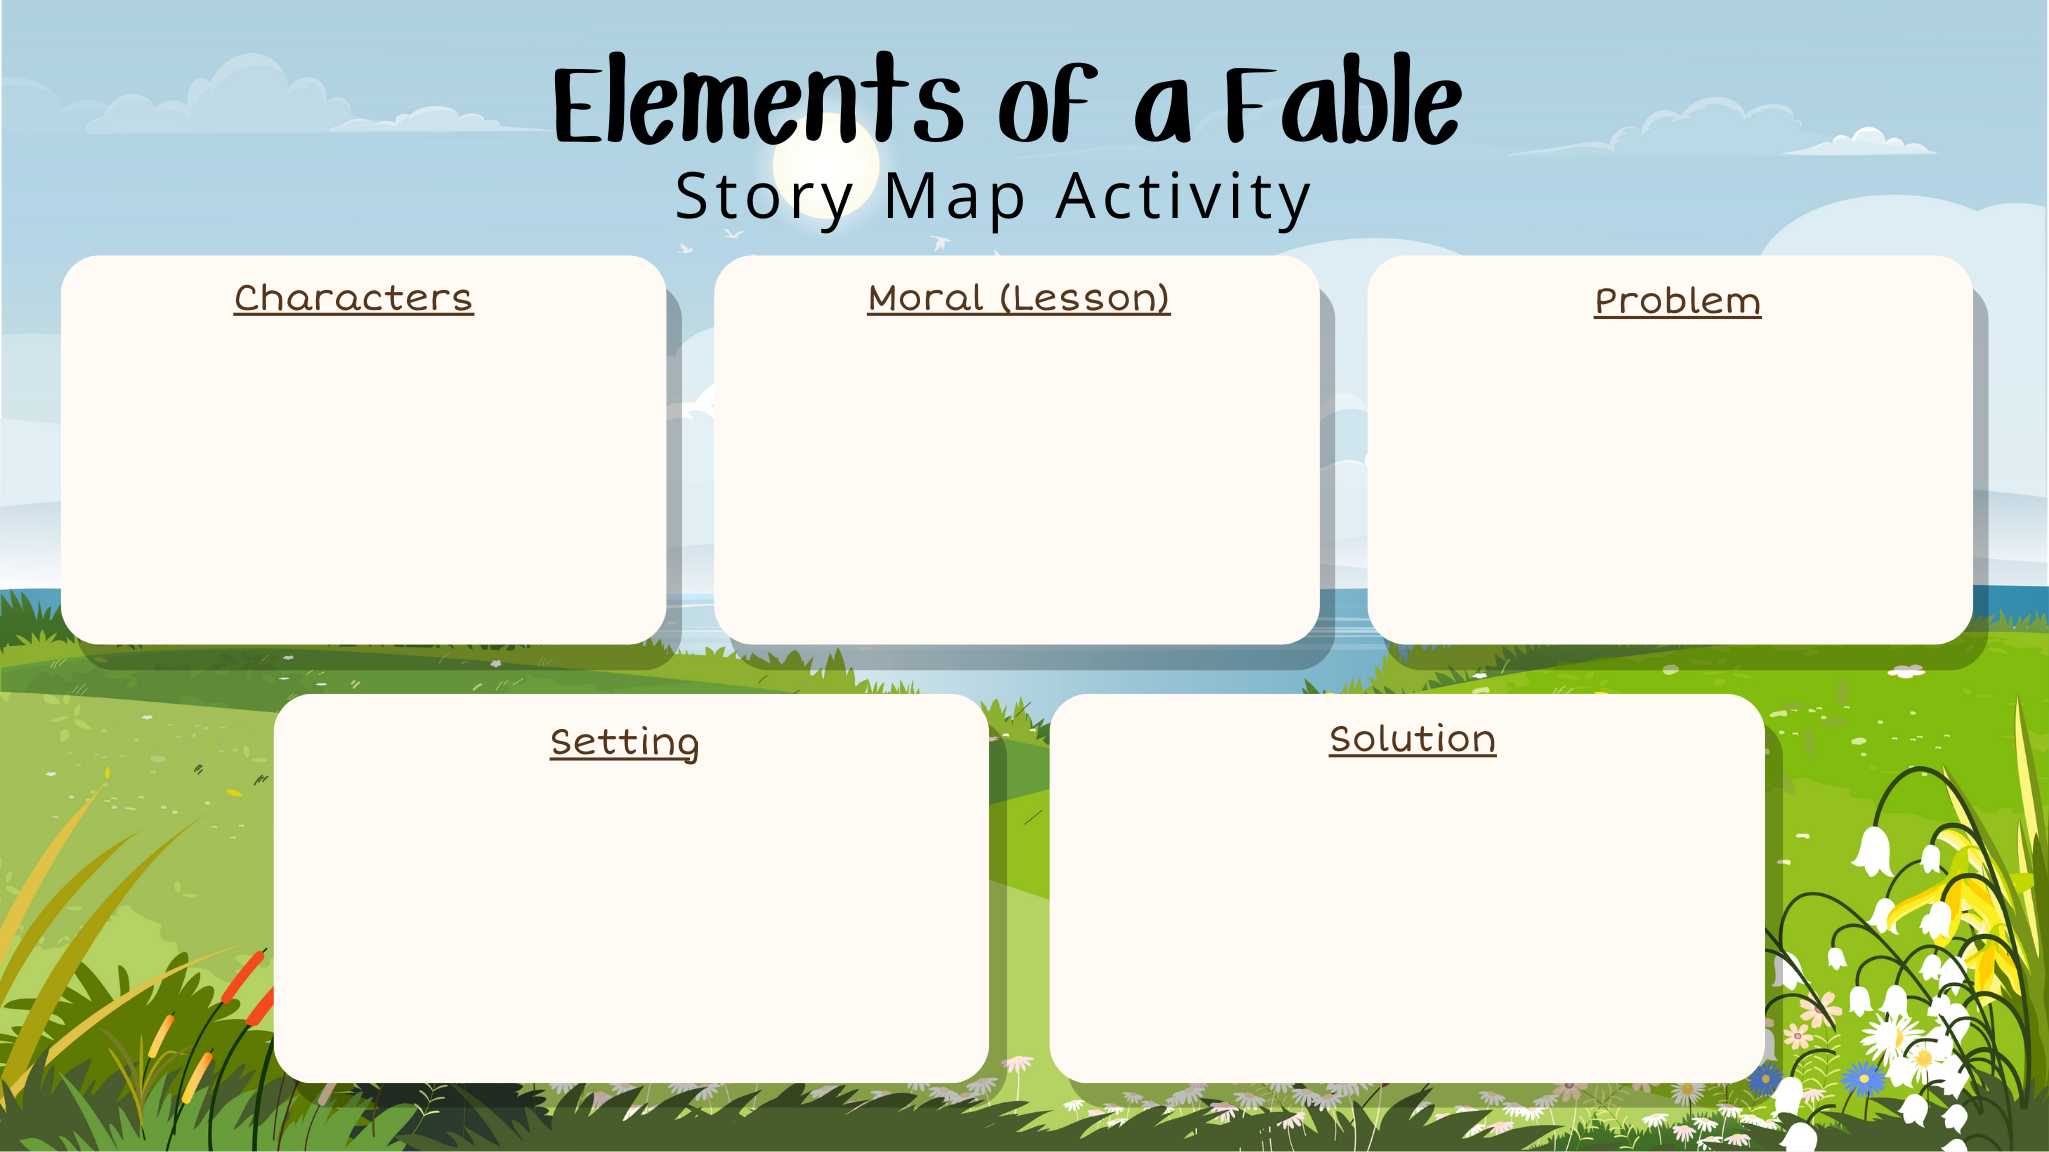 Elements of a Fable
Story Map Activity
Characters
Moral (Lesson)
Problem
Setting
Solution